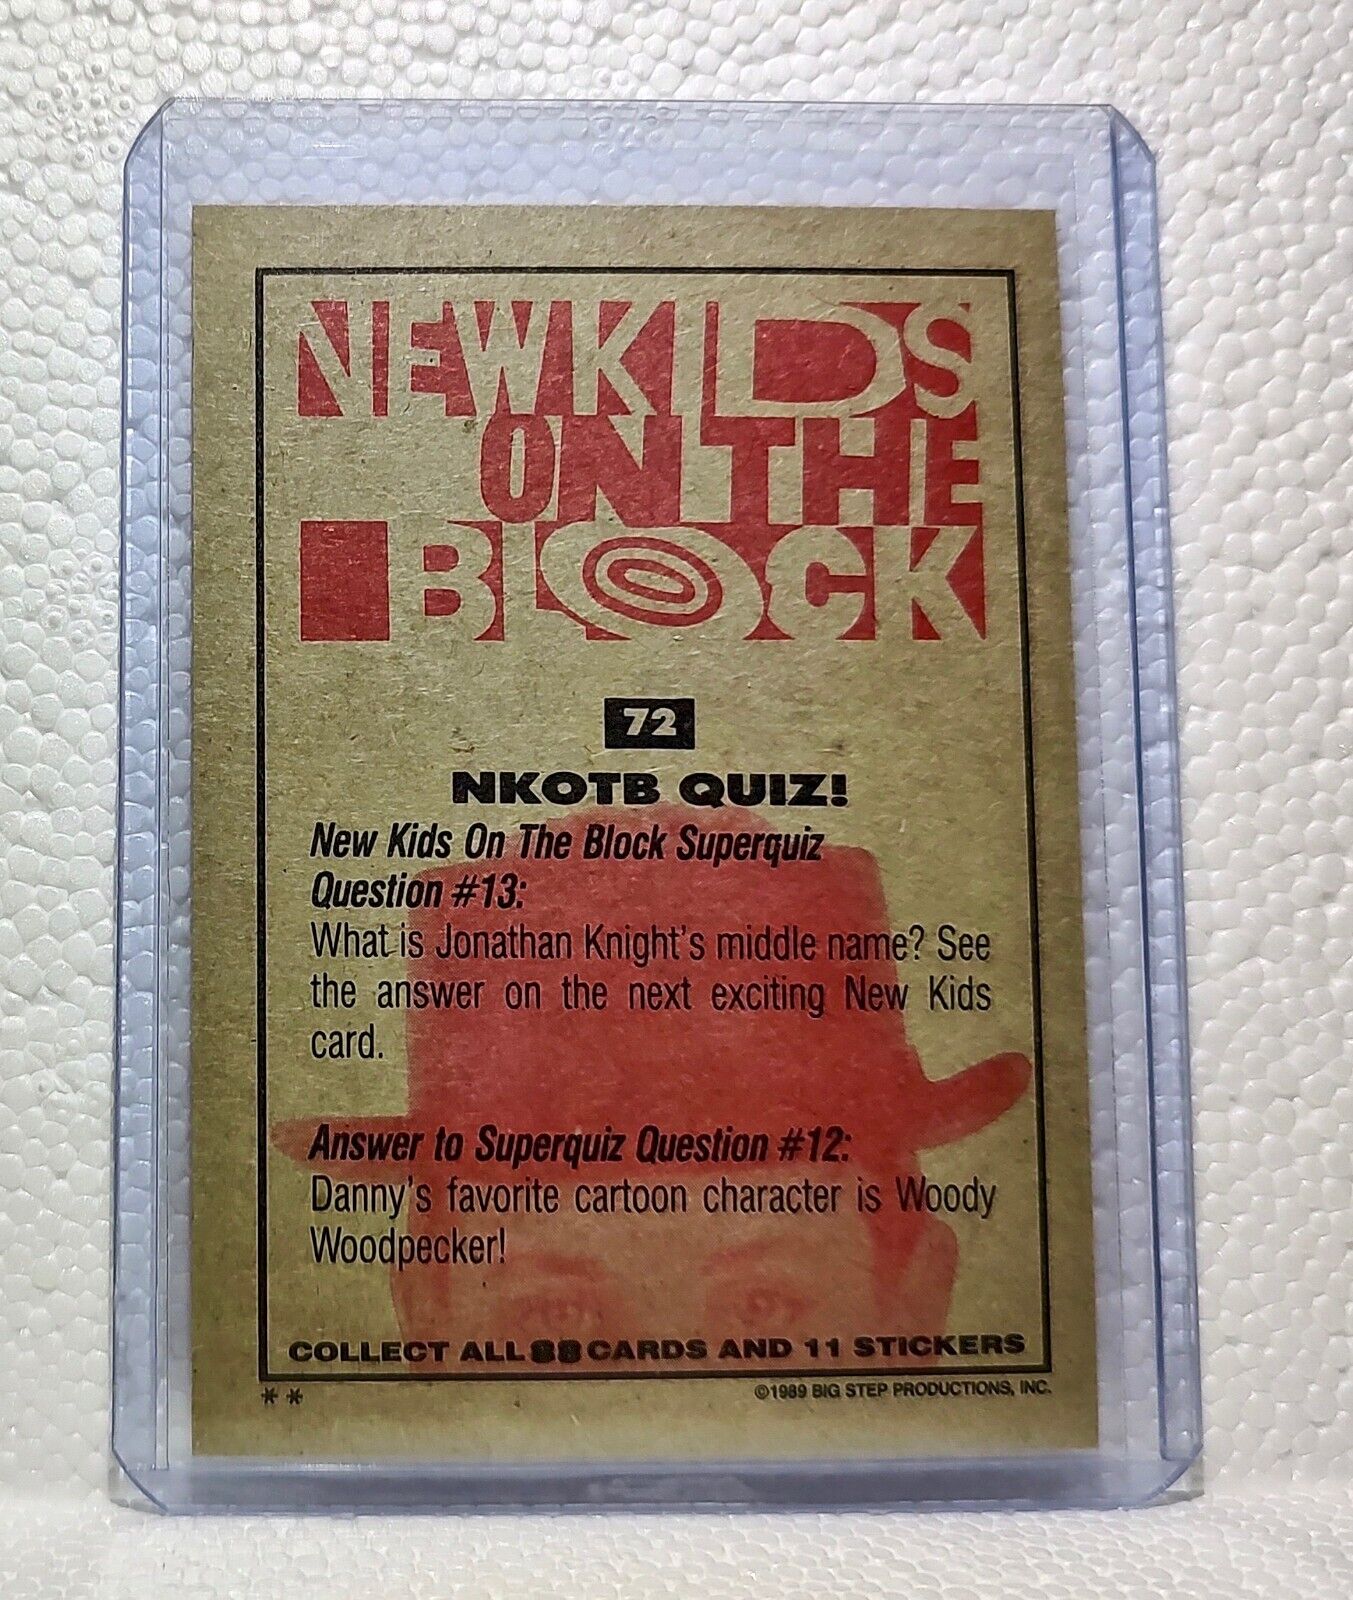 NEW KIDS
ON THE
BLOCK
72
NKOTB QUIZ!
New Kids On The Block Superquiz
Question #13:
What is Jonathan Knight's middle name? See
the answer on the next exciting New Kids
card.
Answer to Superquiz Question #12:
Danny's favorite cartoon character is Woody
Woodpecker!
COLLECT ALL 88 CARDS AND 11 STICKERS
** ©1989 BIG STEP PRODUCTIONS, INC.